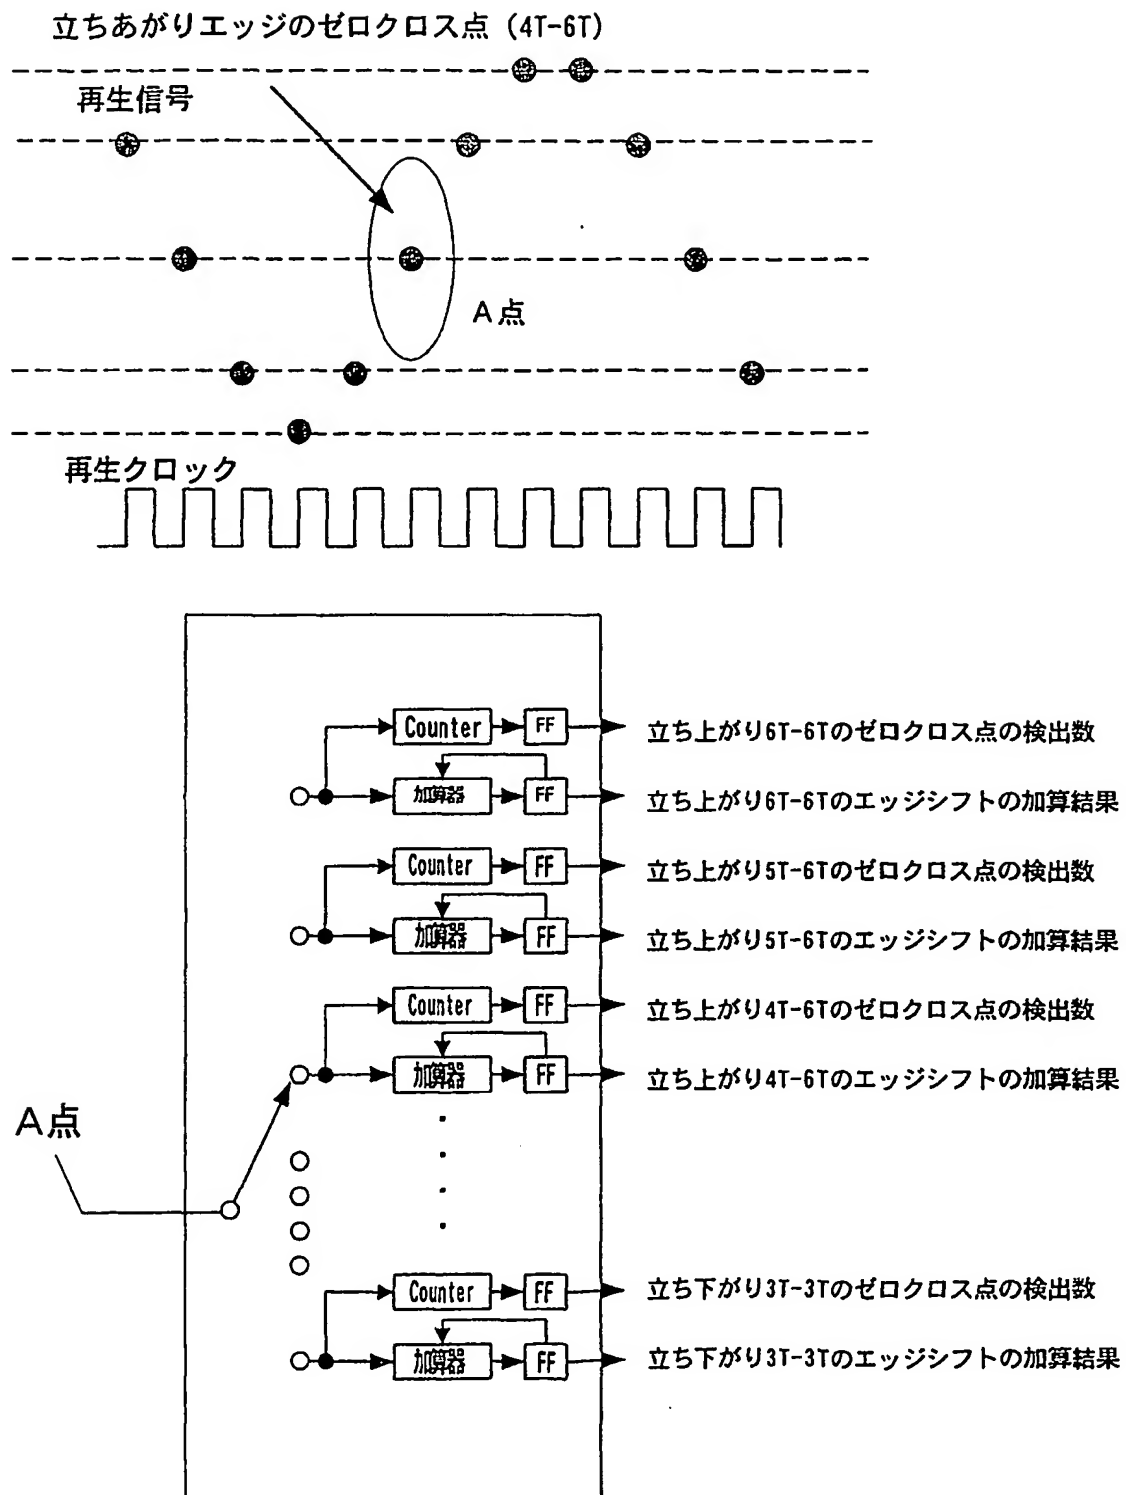 立ちあがりエッジのゼロクロス点 (4T-6T)
再生信号
A点
再生クロック
Counter FF 立ち上がり6T-6Tのゼロクロス点の検出数
加算器 FF 立ち上がり6T-6Tのエッジシフトの加算結果
Counter FF 立ち上がり5T-6Tのゼロクロス点の検出数
加算器 FF 立ち上がり5T-6Tのエッジシフトの加算結果
Counter FF 立ち上がり4T-6Tのゼロクロス点の検出数
加算器 FF 立ち上がり4T-6Tのエッジシフトの加算結果
A点
Counter FF 立ち下がり3T-3Tのゼロクロス点の検出数
加算器 FF 立ち下がり3T-3Tのエッジシフトの加算結果